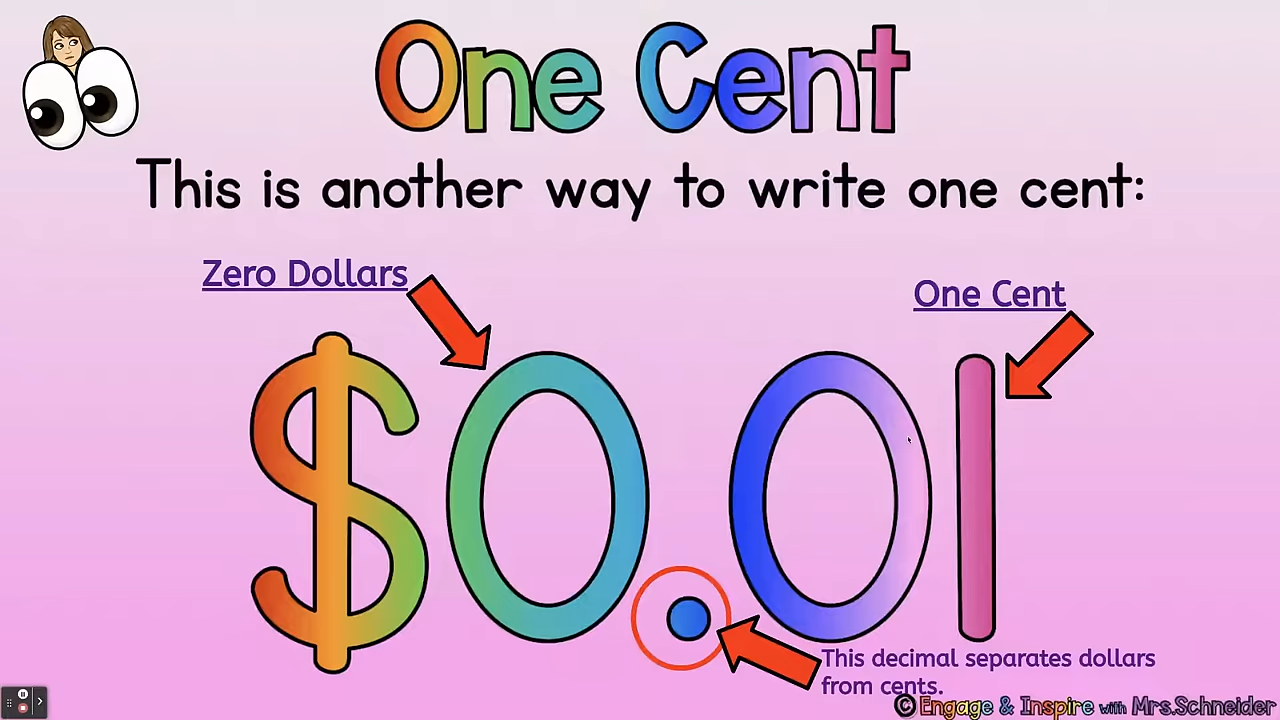 One Cent
This is another way to write one cent:
Zero Dollars
One Cent
$0.01
This decimal separates dollars
from cents.
© Engage & Inspire with Mrs.Schneider